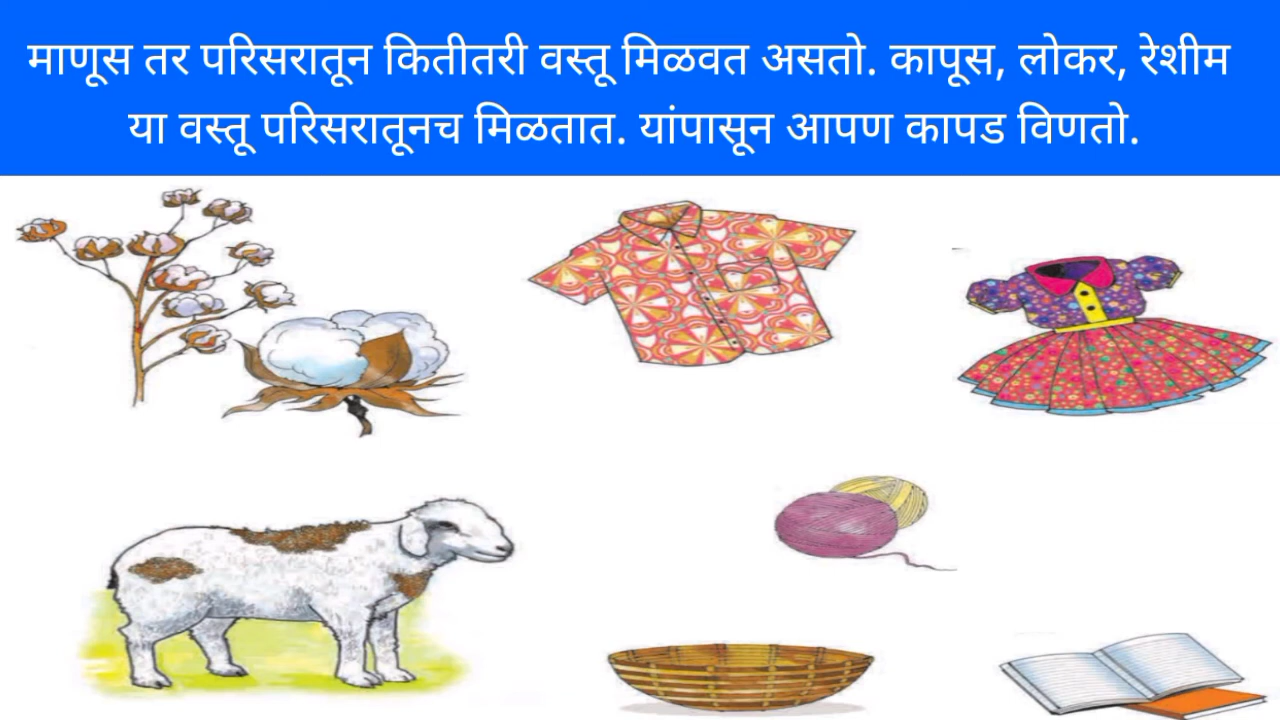 माणूस तर परिसरातून कितीतरी वस्तू मिळवत असतो. कापूस, लोकर, रेशीम
या वस्तू परिसरातूनच मिळतात. यांपासून आपण कापड विणतो.